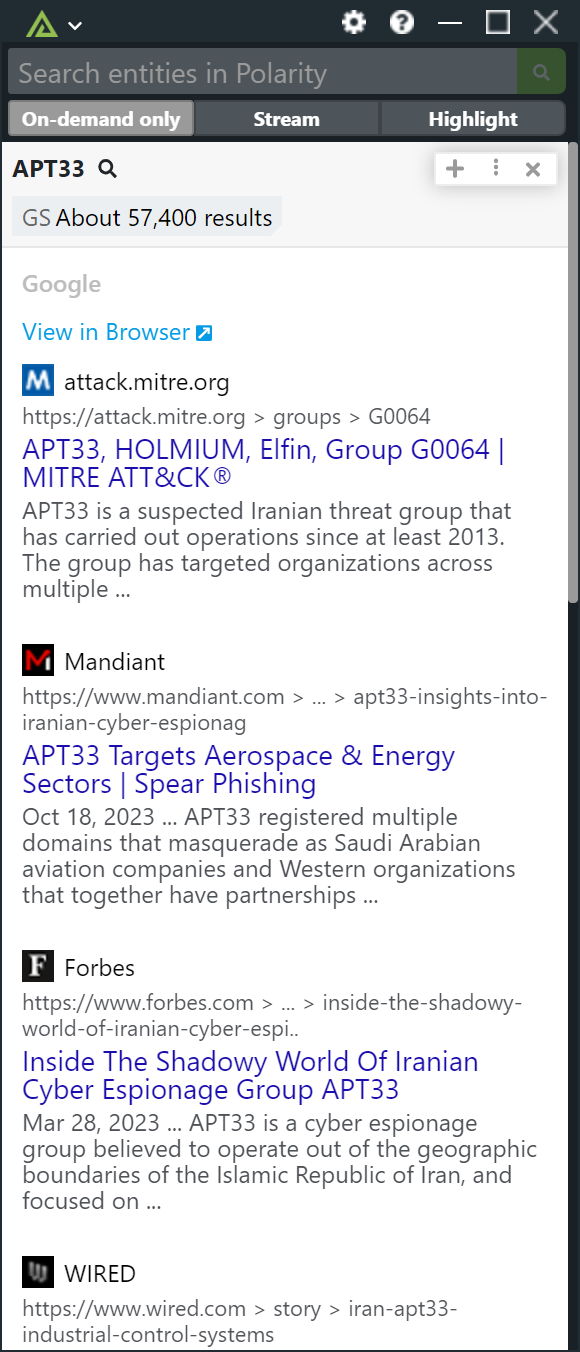 Search entities in Polarity
On-demand only
Stream
Highlight
APT33
GS About 57,400 results
Google
View in Browser
attack.mitre.org
https://attack.mitre.org > groups > G0064
APT33, HOLMIUM, Elfin, Group G0064 |
MITRE ATT&CK®
APT33 is a suspected Iranian threat group that
has carried out operations since at least 2013.
The group has targeted organizations across
multiple ...
Mandiant
https://www.mandiant.com > ... > apt33-insights-into-
iranian-cyber-espionag
APT33 Targets Aerospace & Energy
Sectors | Spear Phishing
Oct 18, 2023 ... APT33 registered multiple
domains that masquerade as Saudi Arabian
aviation companies and Western organizations
that together have partnerships ...
Forbes
https://www.forbes.com > ... > inside-the-shadowy-
world-of-iranian-cyber-espi..
Inside The Shadowy World Of Iranian
Cyber Espionage Group APT33
Mar 28, 2023 ... APT33 is a cyber espionage
group believed to operate out of the geographic
boundaries of the Islamic Republic of Iran, and
focused on ...
WIRED
https://www.wired.com > story > iran-apt33-
industrial-control-systems